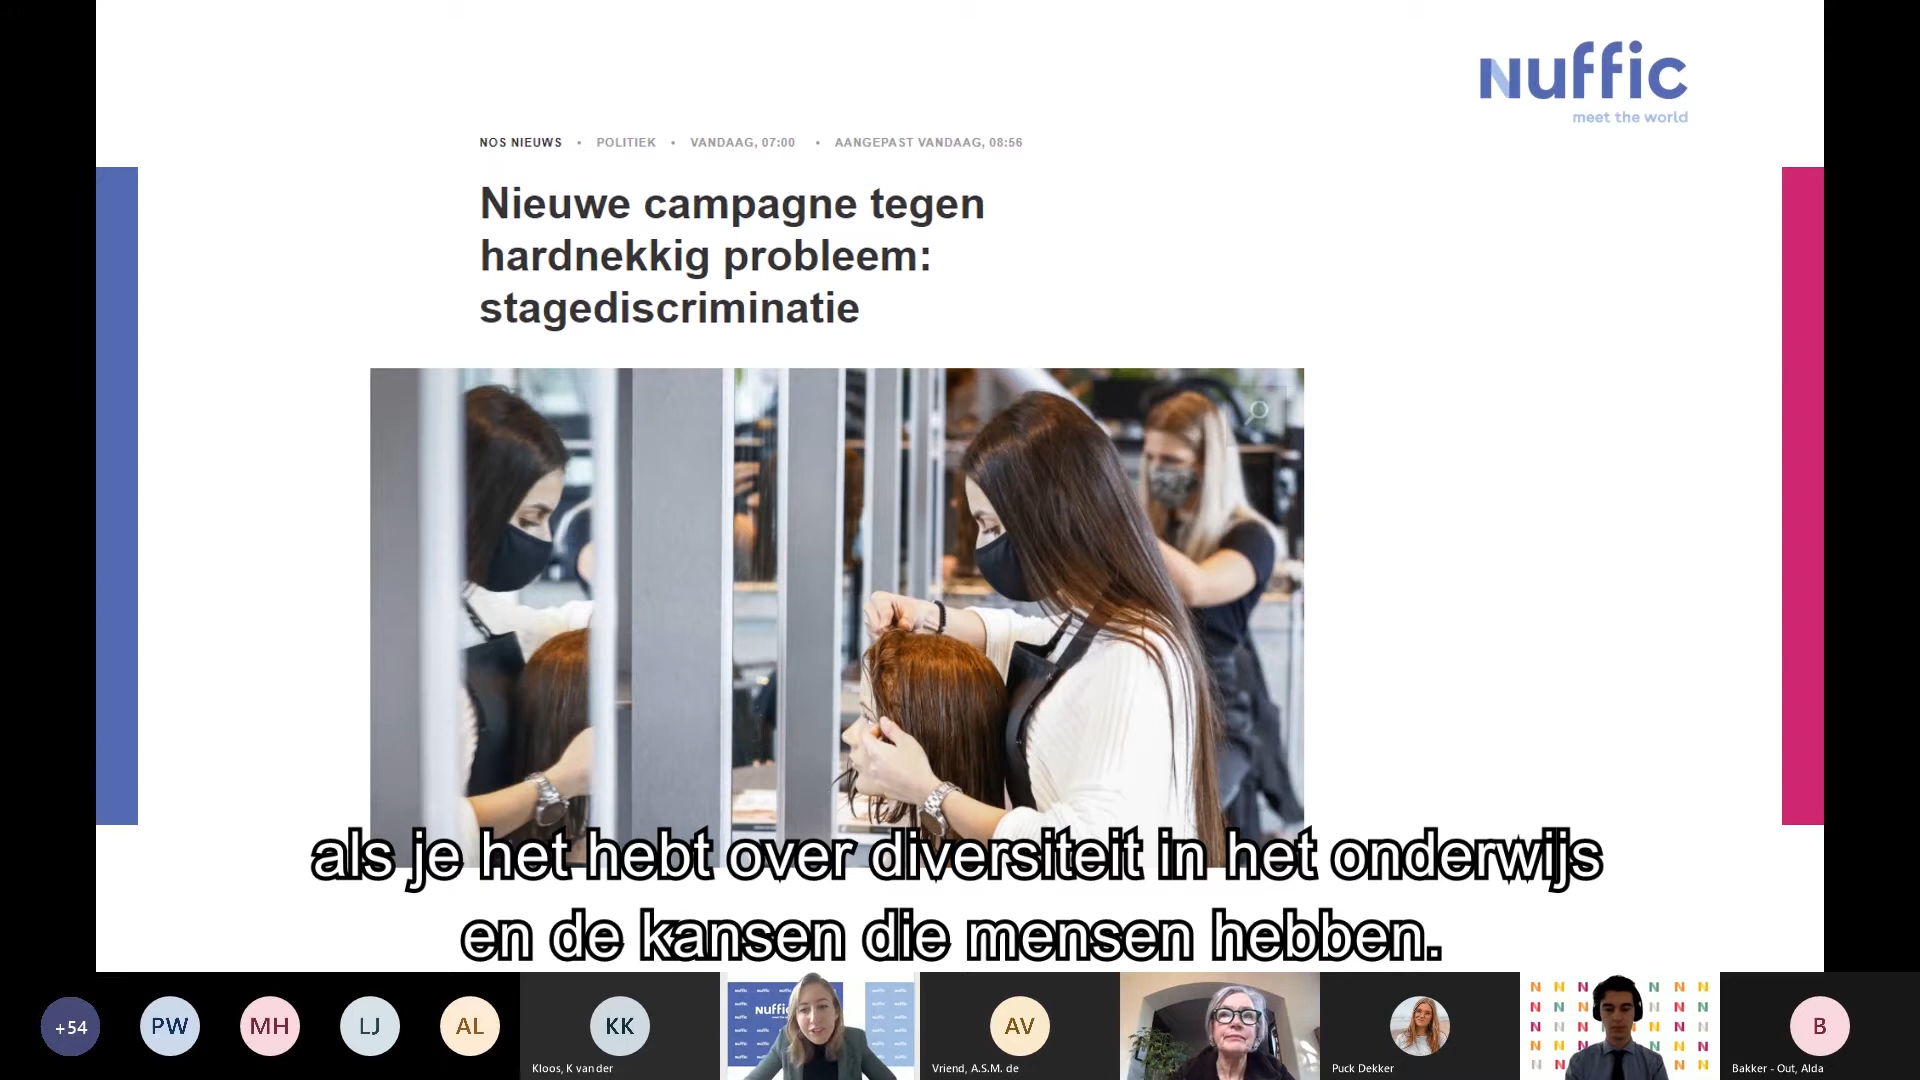 Nuffic
meet the world
NOS NIEUWS • POLITIEK • VANDAAG, 07:00 • AANGEPAST VANDAAG, 08:56
Nieuwe campagne tegen
hardnekkig probleem:
stagediscriminatie
als je het hebt over diversiteit in het onderwijs
en de kansen die mensen hebben.
+54
PW
MH
LJ
AL
KK
Kloos, K van der
Nuffic
AV
Vriend, A.S.M. de
Puck Dekker
B
Bakker - Out, Alda